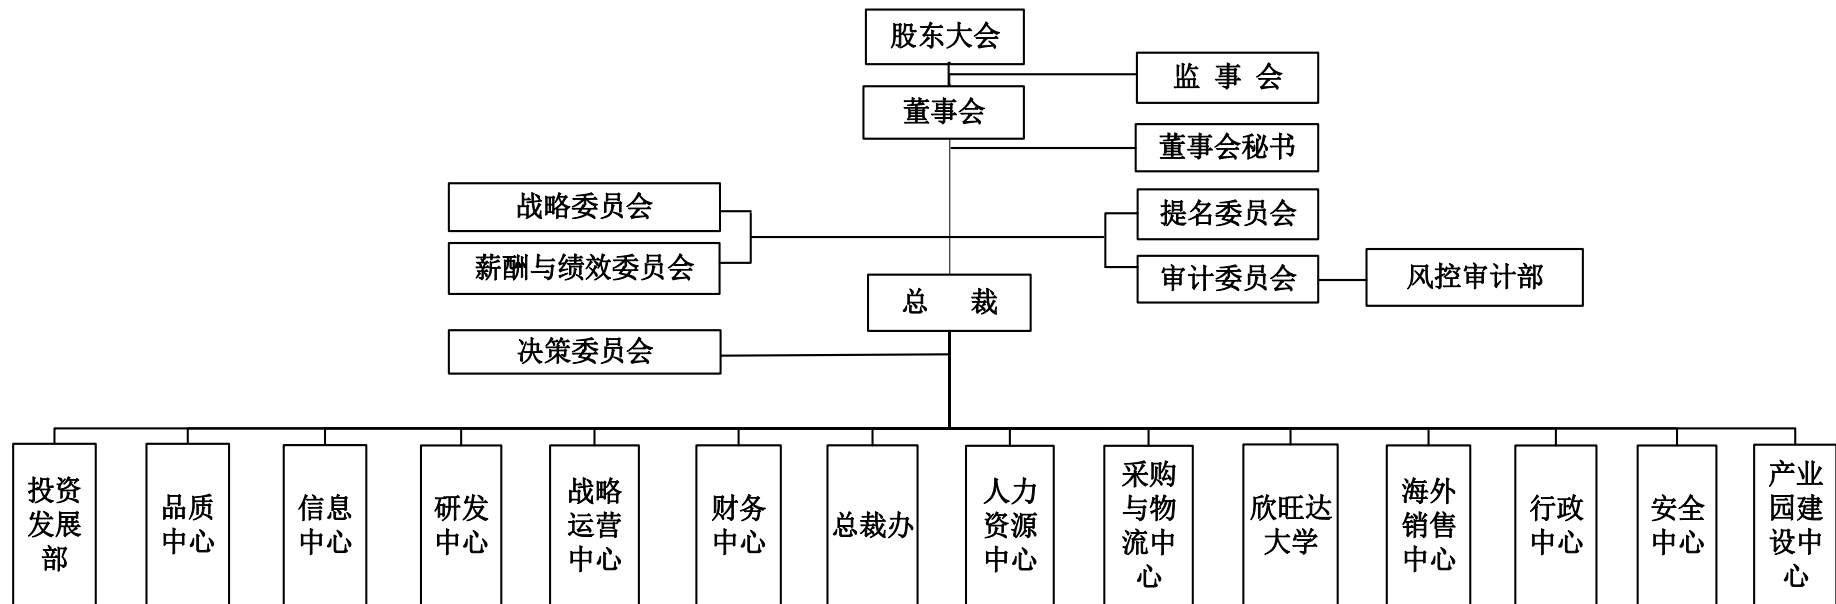 股东大会
监 事 会
董事会
董事会秘书
战略委员会
提名委员会
薪酬与绩效委员会
审计委员会
风控审计部
总 裁
决策委员会
投资
发展
部
品质
中心
信息
中心
研发
中心
战略
运营
中心
财务
中心
总裁办
人力
资源
中心
采购
与物
流中
心
欣旺达
大学
海外
销售
中心
行政
中心
安全
中心
产业
园建
设中
心